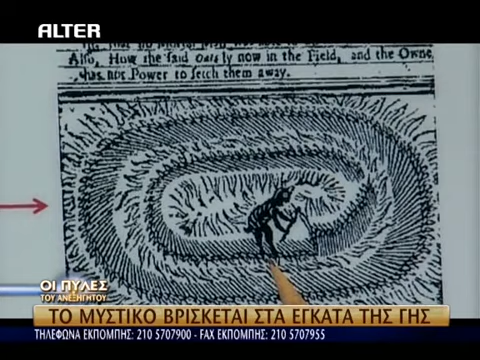 ALTER
Also, How the said Oats ly now in the Field, and the Owne
has not Power to fetch them away.
ΟΙ ΠΥΛΕΣ
ΤΟΥ ΑΝΕΞΗΓΗΤΟΥ
ΤΟ ΜΥΣΤΙΚΟ ΒΡΙΣΚΕΤΑΙ ΣΤΑ ΕΓΚΑΤΑ ΤΗΣ ΓΗΣ
ΤΗΛΕΦΩΝΑ ΕΚΠΟΜΠΗΣ: 210 5707900 - FAX ΕΚΠΟΜΠΗΣ: 210 5707955